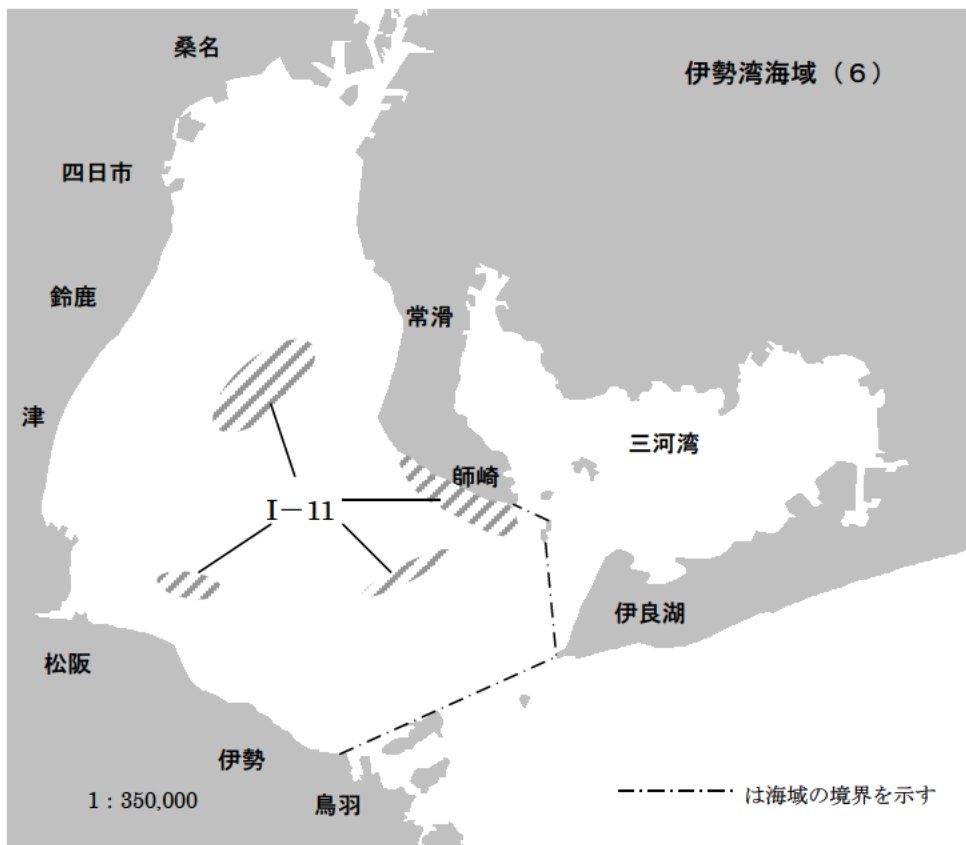 桑名
伊勢湾海域（６）
四日市
鈴鹿
常滑
津
三河湾
師崎
I－11
伊良湖
松阪
伊勢
1：350,000
は海域の境界を示す
鳥羽